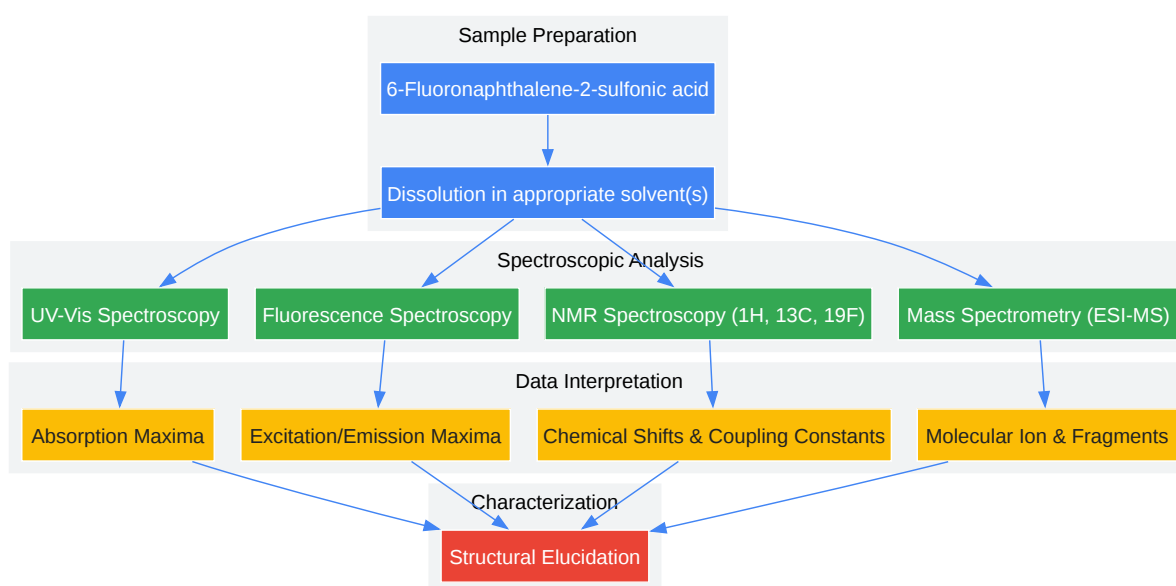 Sample Preparation
6-Fluoronaphthalene-2-sulfonic acid
Dissolution in appropriate solvent(s)
Spectroscopic Analysis
UV-Vis Spectroscopy
Fluorescence Spectroscopy
NMR Spectroscopy (1H, 13C, 19F)
Mass Spectrometry (ESI-MS)
Data Interpretation
Absorption Maxima
Excitation/Emission Maxima
Chemical Shifts & Coupling Constants
Molecular Ion & Fragments
Characterization
Structural Elucidation